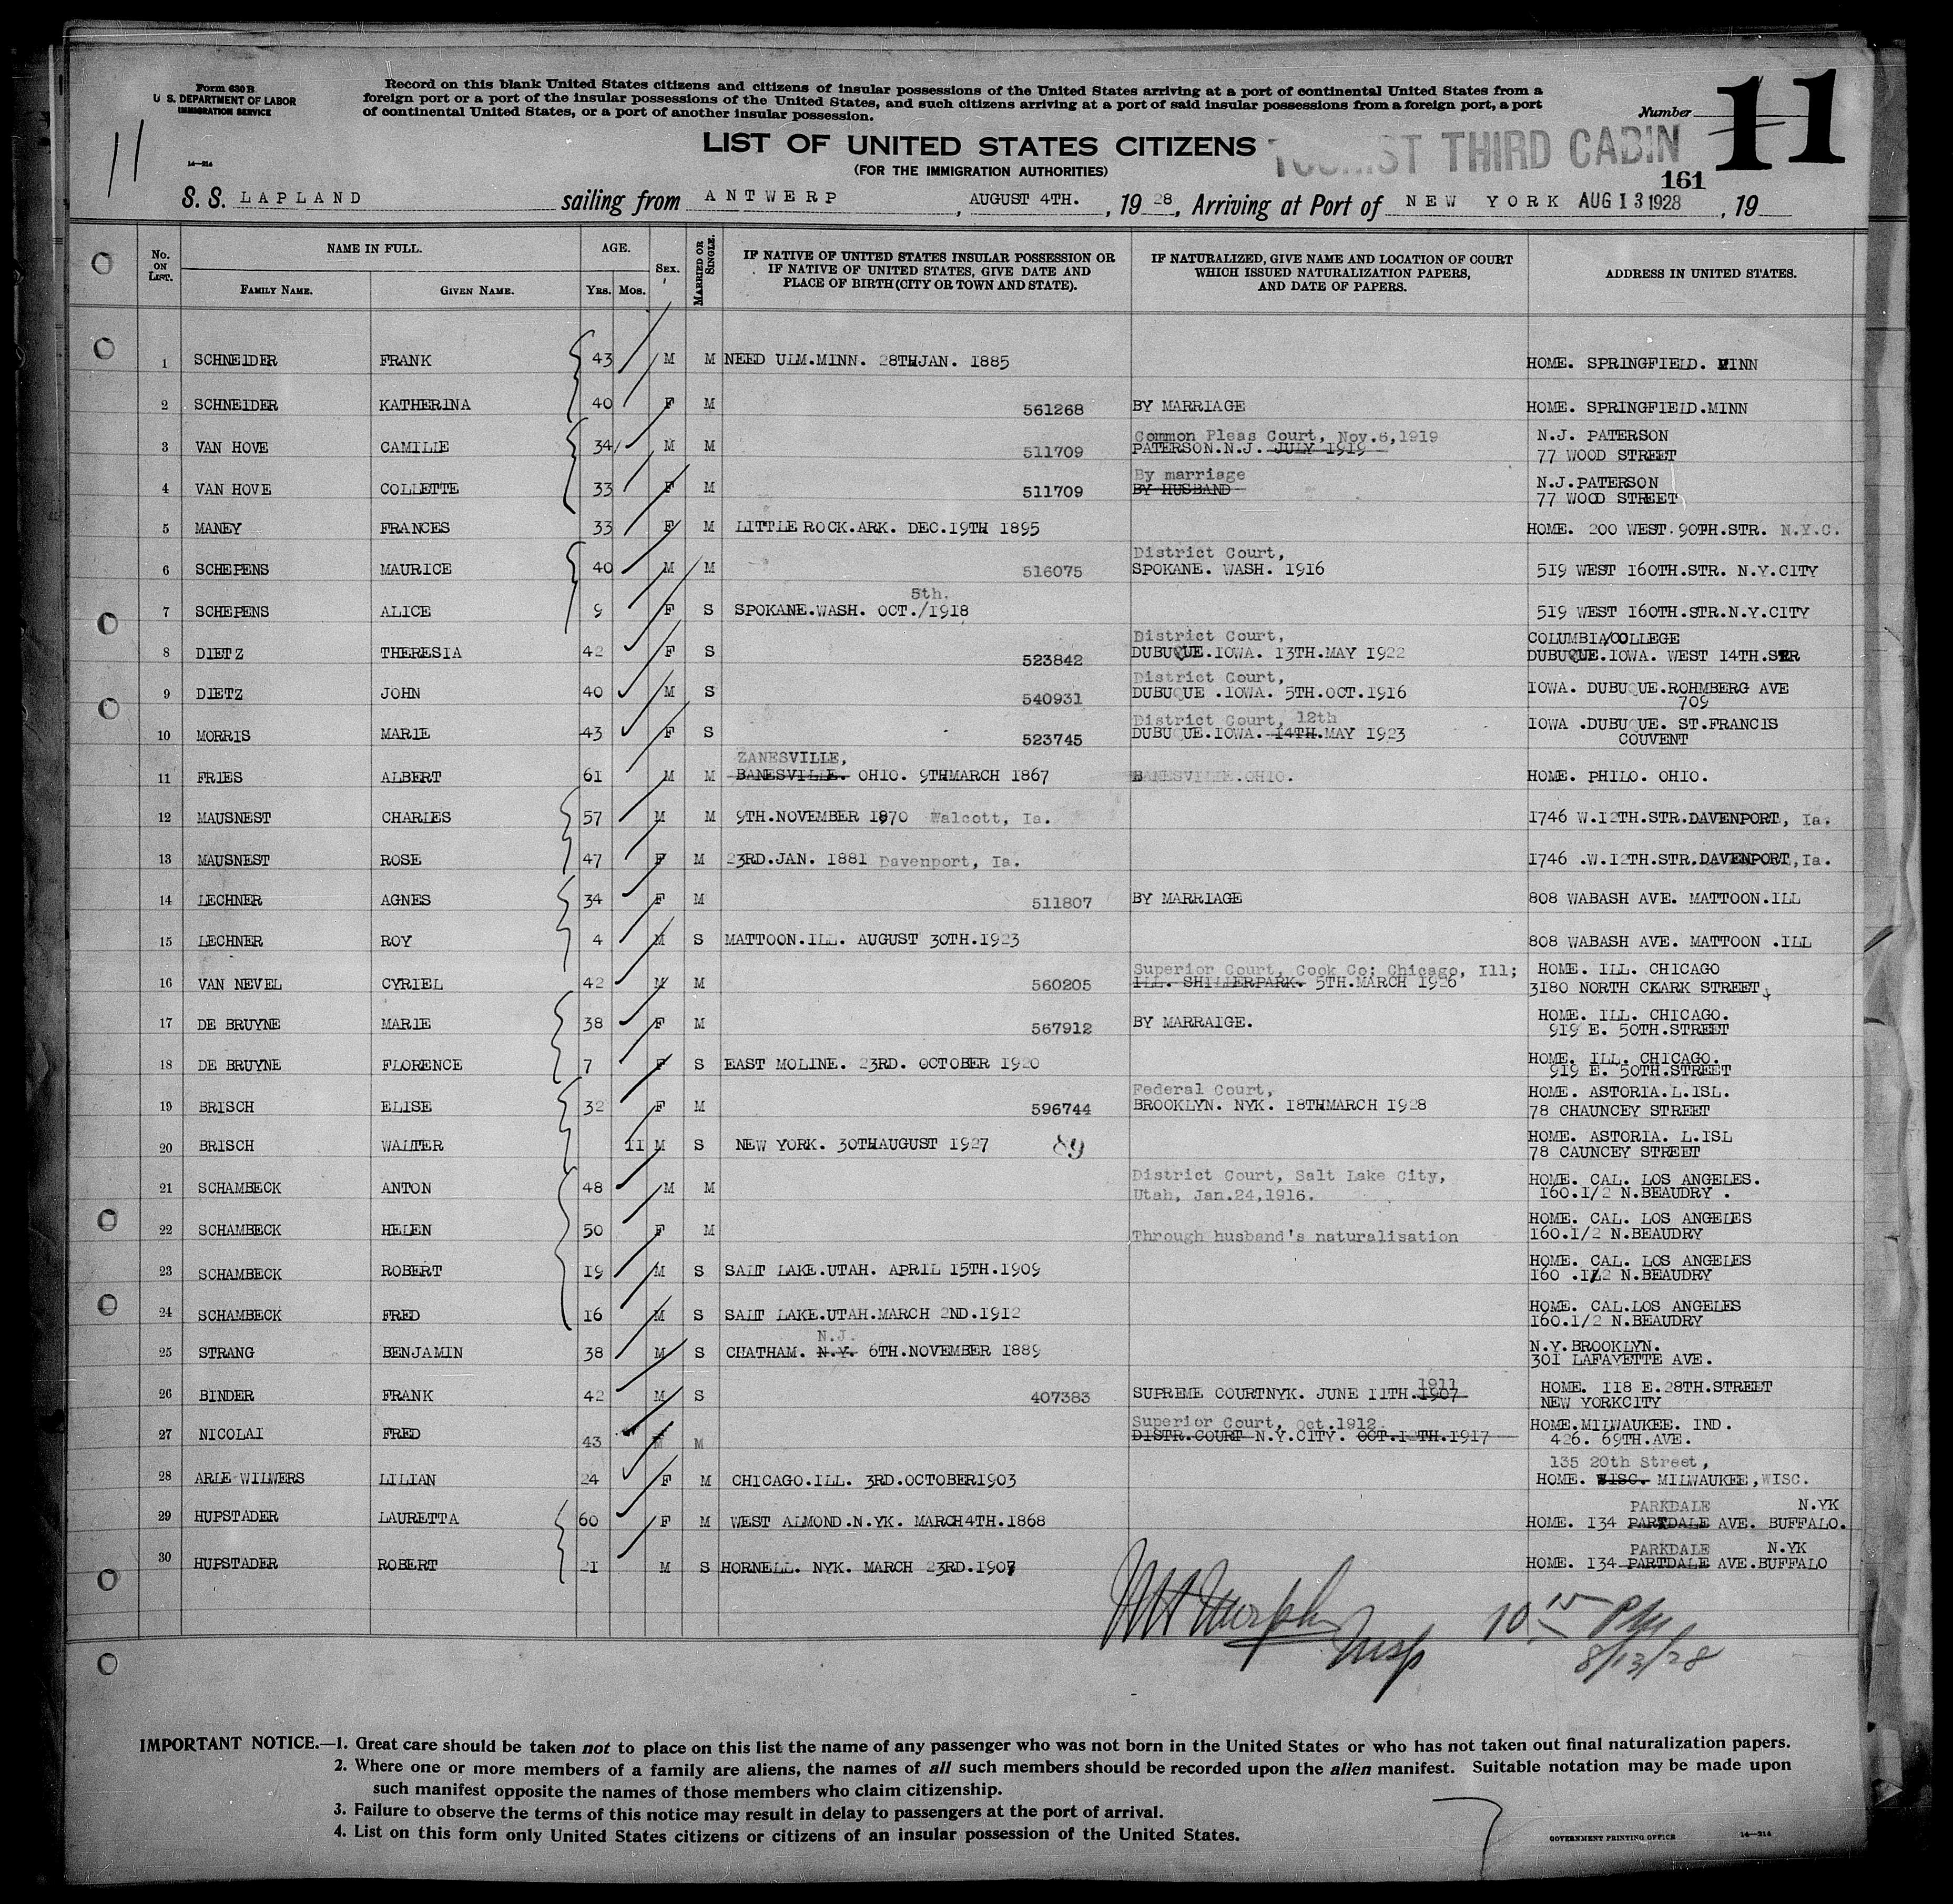 Form 630 B
U. S. DEPARTMENT OF LABOR
IMMIGRATION SERVICE
14—214
11
Record on this blank United States citizens and citizens of insular possessions of the United States arriving at a port of continental United States from a
foreign port or a port of the insular possessions of the United States, and such citizens arriving at a port of said insular possessions from a foreign port, a port
of continental United States, or a port of another insular possession.
Number 11
LIST OF UNITED STATES CITIZENS
TOURIST THIRD CABIN
(FOR THE IMMIGRATION AUTHORITIES)
161
S. S. LAPLAND sailing from ANTWERP, AUGUST 4TH., 1928, Arriving at Port of NEW YORK AUG 13 1928, 19
No. ON LIST. NAME IN FULL. FAMILY NAME. GIVEN NAME. AGE. YRS. MOS. SEX. MARRIED OR SINGLE. IF NATIVE OF UNITED STATES INSULAR POSSESSION OR IF NATIVE OF UNITED STATES, GIVE DATE AND PLACE OF BIRTH (CITY OR TOWN AND STATE). IF NATURALIZED, GIVE NAME AND LOCATION OF COURT WHICH ISSUED NATURALIZATION PAPERS, AND DATE OF PAPERS. ADDRESS IN UNITED STATES.
1 SCHNEIDER FRANK 43 M M NEED ULM.MINN. 28THJAN. 1885 HOME. SPRINGFIELD. MINN
2 SCHNEIDER KATHERINA 40 F M 561268 BY MARRIAGE HOME. SPRINGFIELD.MINN
3 VAN HOVE CAMILLE 34 M M 511709 Common Pleas Court, Nov.6,1919 PATERSON.N.J. JULY 1919 N.J. PATERSON 77 WOOD STREET
4 VAN HOVE COLLETTE 33 F M 511709 By marriage BY HUSBAND N.J.PATERSON 77 WOOD STREET
5 MANEY FRANCES 33 F M LITTLE ROCK.ARK. DEC.19TH 1895 HOME. 200 WEST.90TH.STR. N.Y.C.
6 SCHEPENS MAURICE 40 M M 516075 District Court, SPOKANE. WASH. 1916 519 WEST 160TH.STR. N.Y.CITY
7 SCHEPENS ALICE 9 F S SPOKANE.WASH. OCT./1918 5th. 519 WEST 160TH.STR.N.Y.CITY
8 DIETZ THERESIA 42 F S 523842 District Court, DUBUQUE.IOWA. 13TH.MAY 1922 COLUMBIA/COLLEGE DUBUQUE.IOWA. WEST 14TH.STR
9 DIETZ JOHN 40 M S 540931 District Court, DUBUQUE .IOWA. 5TH.OCT.1916 IOWA. DUBUQUE.ROHMBERG AVE 709
10 MORRIS MARIE 43 F S 523745 District Court, 12th DUBUQUE.IOWA. 14TH.MAY 1923 IOWA .DUBUQUE. ST.FRANCIS COUVENT
11 FRIES ALBERT 61 M M ZANESVILLE, BANESVILLE. OHIO. 9THMARCH 1867 BANESVILLE.OHIO. HOME. PHILO. OHIO.
12 MAUSNEST CHARLES 57 M M 9TH.NOVEMBER 1870 Walcott, Ia. 1746 W.12TH.STR.DAVENPORT, Ia.
13 MAUSNEST ROSE 47 F M 23RD.JAN. 1881 Davenport, Ia. 1746 .W.12TH.STR.DAVENPORT,Ia.
14 LECHNER AGNES 34 F M 511807 BY MARRIAGE 808 WABASH AVE. MATTOON.ILL
15 LECHNER ROY 4 M S MATTOON.ILL. AUGUST 30TH.1923 808 WABASH AVE. MATTOON .ILL
16 VAN NEVEL CYRIEL 42 M M 560205 Superior Court, Cook Co; Chicago, Ill; ILL. SHILLERPARK. 5TH.MARCH 1926 HOME. ILL. CHICAGO 3180 NORTH CKARK STREET
17 DE BRUYNE MARIE 38 F M 567912 BY MARRAIGE. HOME. ILL. CHICAGO. 919 E. 50TH.STREET
18 DE BRUYNE FLORENCE 7 F S EAST MOLINE. 23RD. OCTOBER 1920 HOME. ILL. CHICAGO. 919 E. 50TH.STREET
19 BRISCH ELISE 32 F M 596744 Federal Court, BROOKLYN. NYK. 18THMARCH 1928 HOME. ASTORIA.L.ISL. 78 CHAUNCEY STREET
20 BRISCH WALTER 11 M S NEW YORK. 30THAUGUST 1927 89 HOME. ASTORIA. L.ISL 78 CAUNCEY STREET
21 SCHAMBECK ANTON 48 M M District Court, Salt Lake City, Utah, Jan.24,1916. HOME. CAL. LOS ANGELES. 160.1/2 N.BEAUDRY .
22 SCHAMBECK HELEN 50 F M Through husband's naturalisation HOME. CAL. LOS ANGELES 160.1/2 N.BEAUDRY
23 SCHAMBECK ROBERT 19 M S SALT LAKE.UTAH. APRIL 15TH.1909 HOME. CAL. LOS ANGELES 160 .1/2 N.BEAUDRY
24 SCHAMBECK FRED 16 M S SALT LAKE.UTAH.MARCH 2ND.1912 HOME. CAL.LOS ANGELES 160.1/2 N.BEAUDRY
25 STRANG BENJAMIN 38 M S CHATHAM. N.J. N.Y. 6TH.NOVEMBER 1889 N.Y.BROOKLYN. 301 LAFAYETTE AVE.
26 BINDER FRANK 42 M S 407383 SUPREME COURTNYK. JUNE 11TH.1907 1911 HOME. 118 E.28TH.STREET NEW YORKCITY
27 NICOLAI FRED 43 M M Superior Court, Oct.1912 DISTR.COURT N.Y.CITY. OCT.12TH.1917 HOME.MILWAUKEE. IND. 426. 69TH.AVE.
28 ARLE WILWERS LILIAN 24 F M CHICAGO.ILL. 3RD.OCTOBER1903 135 20th Street, HOME. WISC. MILWAUKEE,WISC.
29 HUPSTADER LAURETTA 60 F M WEST ALMOND.N.YK. MARCH4TH.1868 PARKDALE N.YK HOME. 134 PARTDALE AVE. BUFFALO.
30 HUPSTADER ROBERT 21 M S HORNELL. NYK. MARCH 23RD.1907 PARKDALE N.YK HOME. 134 PARTDALE AVE.BUFFALO
Murphy Insp 10 15 PM
8/13/28
IMPORTANT NOTICE.—1. Great care should be taken not to place on this list the name of any passenger who was not born in the United States or who has not taken out final naturalization papers.
2. Where one or more members of a family are aliens, the names of all such members should be recorded upon the alien manifest. Suitable notation may be made upon
such manifest opposite the names of those members who claim citizenship.
3. Failure to observe the terms of this notice may result in delay to passengers at the port of arrival.
4. List on this form only United States citizens or citizens of an insular possession of the United States.
7
GOVERNMENT PRINTING OFFICE 14—214